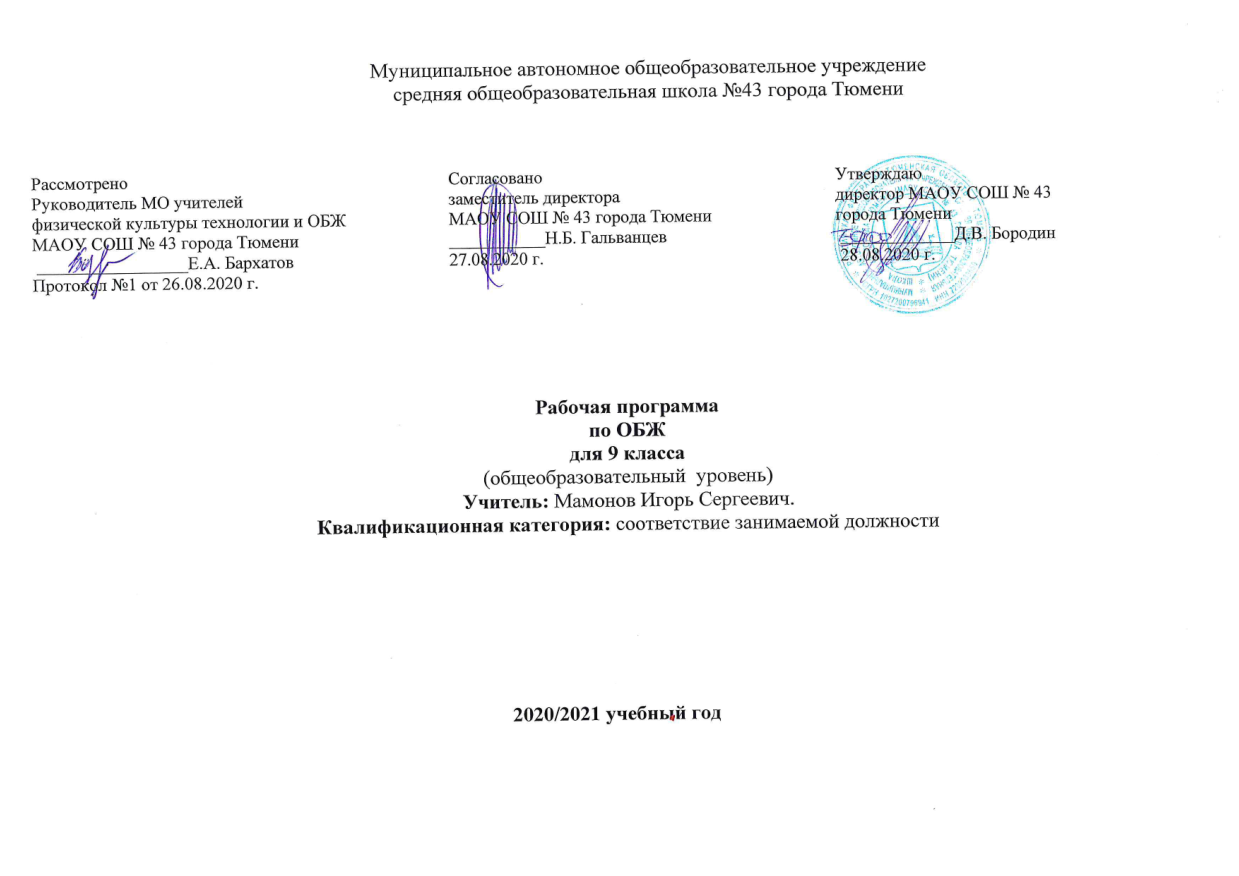 Муниципальное автономное общеобразовательное учреждение
средняя общеобразовательная школа №43 города Тюмени
Рассмотрено
Руководитель МО учителей
физической культуры технологии и ОБЖ
МАОУ СОШ № 43 города Тюмени
__________________Е.А. Бархатов
Протокол №1 от 26.08.2020 г.
Согласовано
заместитель директора
МАОУ СОШ № 43 города Тюмени
____________Н.Б. Гальванцев
27.08.2020 г.
Утверждаю
директор МАОУ СОШ № 43
города Тюмени
______________Д.В. Бородин
28.08.2020 г.
Рабочая программа
по ОБЖ
для 9 класса
(общеобразовательный уровень)
Учитель: Мамонов Игорь Сергеевич.
Квалификационная категория: соответствие занимаемой должности
2020/2021 учебный год